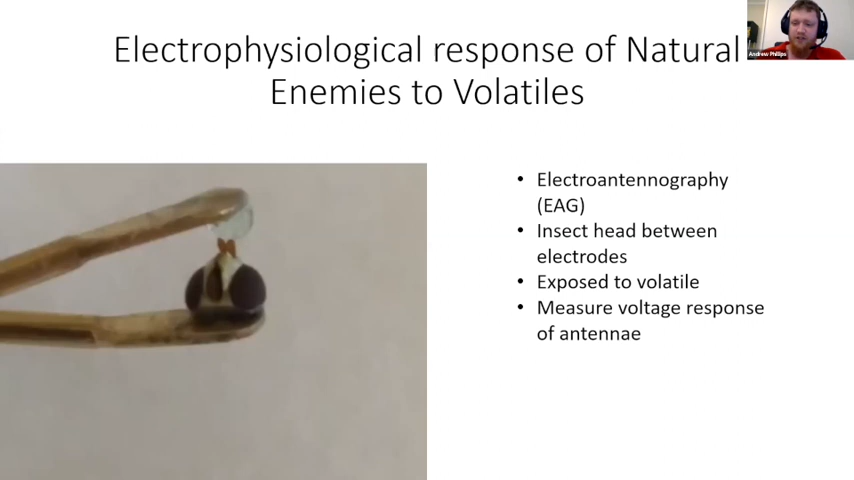 Electrophysiological response of Natural
Enemies to Volatiles
Andrew Phillips
• Electroantennography
(EAG)
• Insect head between
electrodes
• Exposed to volatile
• Measure voltage response
of antennae